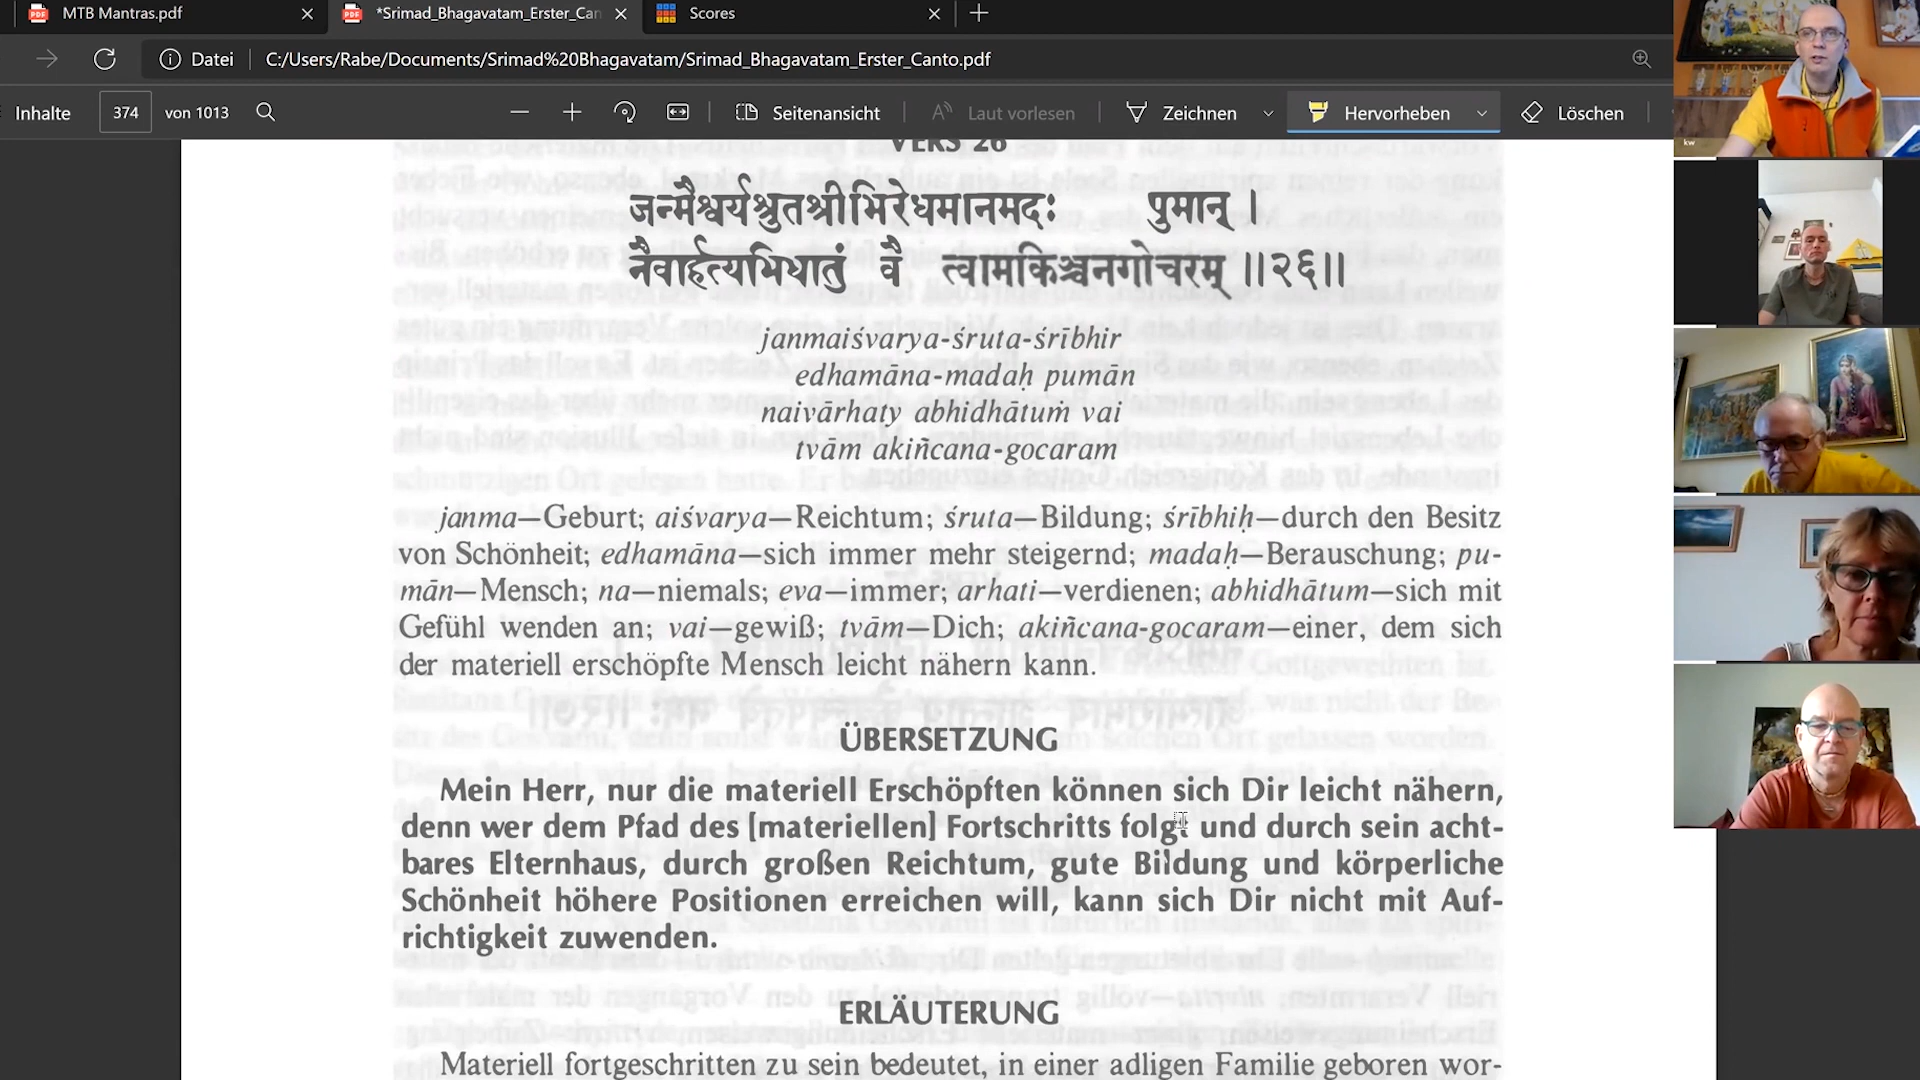 MTB Mantras.pdf
*Srimad_Bhagavatam_Erster_Can
Scores
Datei
C:/Users/Rabe/Documents/Srimad%20Bhagavatam/Srimad_Bhagavatam_Erster_Canto.pdf
Inhalte
374
von 1013
Seitenansicht
Laut vorlesen
Zeichnen
Hervorheben
Löschen
VERS 26
जन्मैश्वर्यश्रुतश्रीभिरेधमानमदः पुमान् ।
नैवार्हत्यभिधातुं वै त्वामकिञ्चनगोचरम् ॥२६॥
janmaiśvarya-śruta-śrībhir
edhamāna-madaḥ pumān
naivārhaty abhidhātuṁ vai
tvām akiñcana-gocaram
janma—Geburt; aiśvarya—Reichtum; śruta—Bildung; śrībhiḥ—durch den Besitz
von Schönheit; edhamāna—sich immer mehr steigernd; madaḥ—Berauschung; pu-
mān—Mensch; na—niemals; eva—immer; arhati—verdienen; abhidhātum—sich mit
Gefühl wenden an; vai—gewiß; tvām—Dich; akiñcana-gocaram—einer, dem sich
der materiell erschöpfte Mensch leicht nähern kann.
ÜBERSETZUNG
Mein Herr, nur die materiell Erschöpften können sich Dir leicht nähern,
denn wer dem Pfad des [materiellen] Fortschritts folgt und durch sein acht-
bares Elternhaus, durch großen Reichtum, gute Bildung und körperliche
Schönheit höhere Positionen erreichen will, kann sich Dir nicht mit Auf-
richtigkeit zuwenden.
ERLÄUTERUNG
Materiell fortgeschritten zu sein bedeutet, in einer adligen Familie geboren wor-
kw